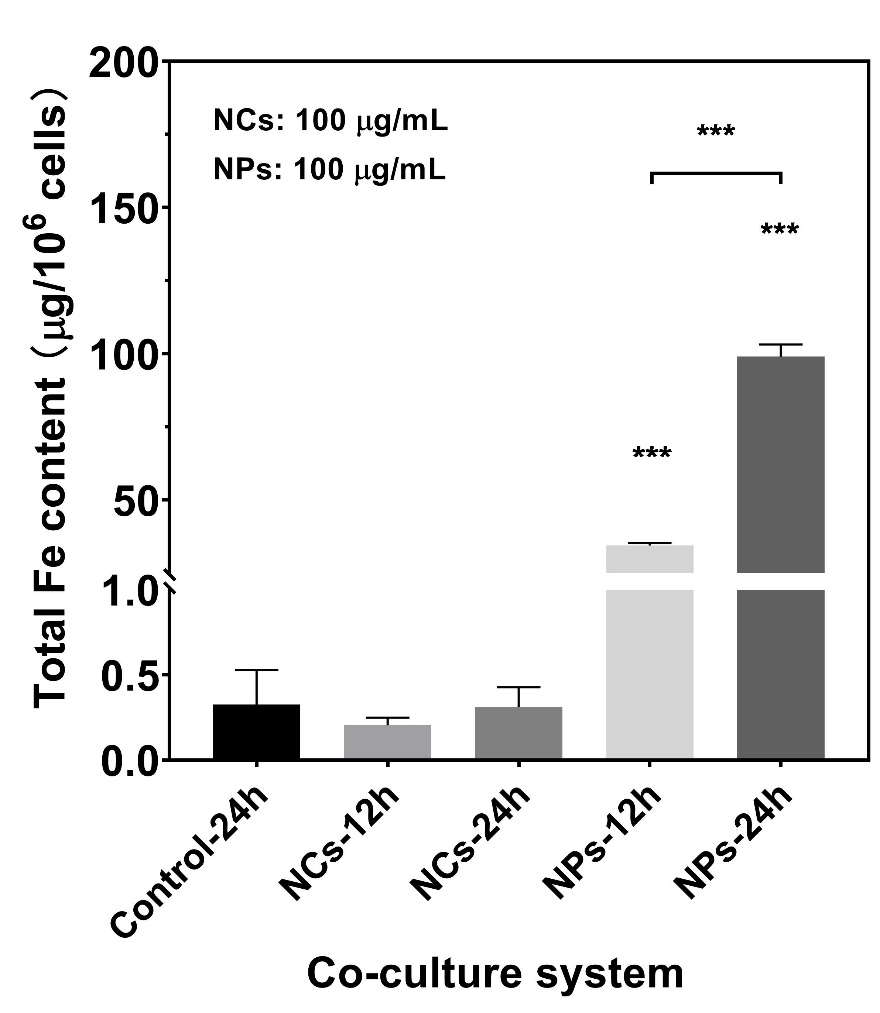 Total Fe content (μg/10⁶ cells)
200
150
100
50
1.0
0.5
0.0
NCs: 100 μg/mL
NPs: 100 μg/mL
***
***
***
Control-24h
NCs-12h
NCs-24h
NPs-12h
NPs-24h
Co-culture system